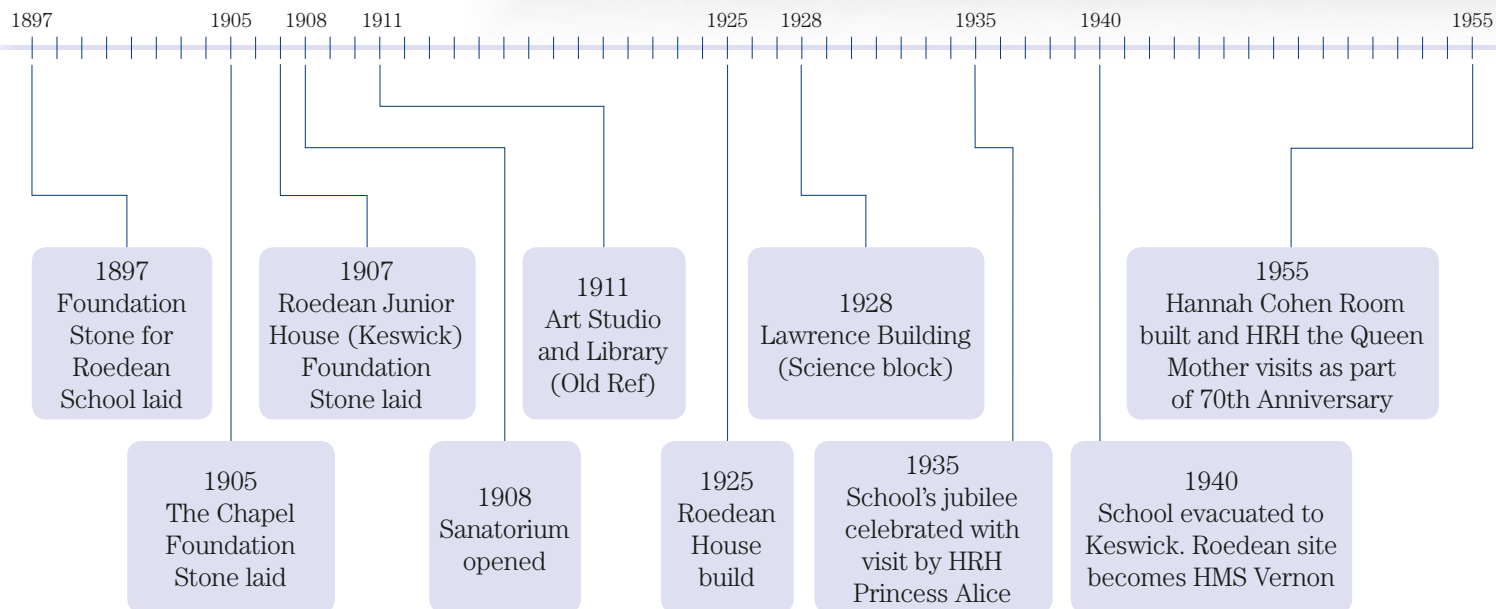 1897
1905
1908
1911
1925
1928
1935
1940
1955
1897
Foundation
Stone for
Roedean
School laid
1905
The Chapel
Foundation
Stone laid
1907
Roedean Junior
House (Keswick)
Foundation
Stone laid
1908
Sanatorium
opened
1911
Art Studio
and Library
(Old Ref)
1925
Roedean
House
build
1928
Lawrence Building
(Science block)
1935
School’s jubilee
celebrated with
visit by HRH
Princess Alice
1940
School evacuated to
Keswick. Roedean site
becomes HMS Vernon
1955
Hannah Cohen Room
built and HRH the Queen
Mother visits as part
of 70th Anniversary